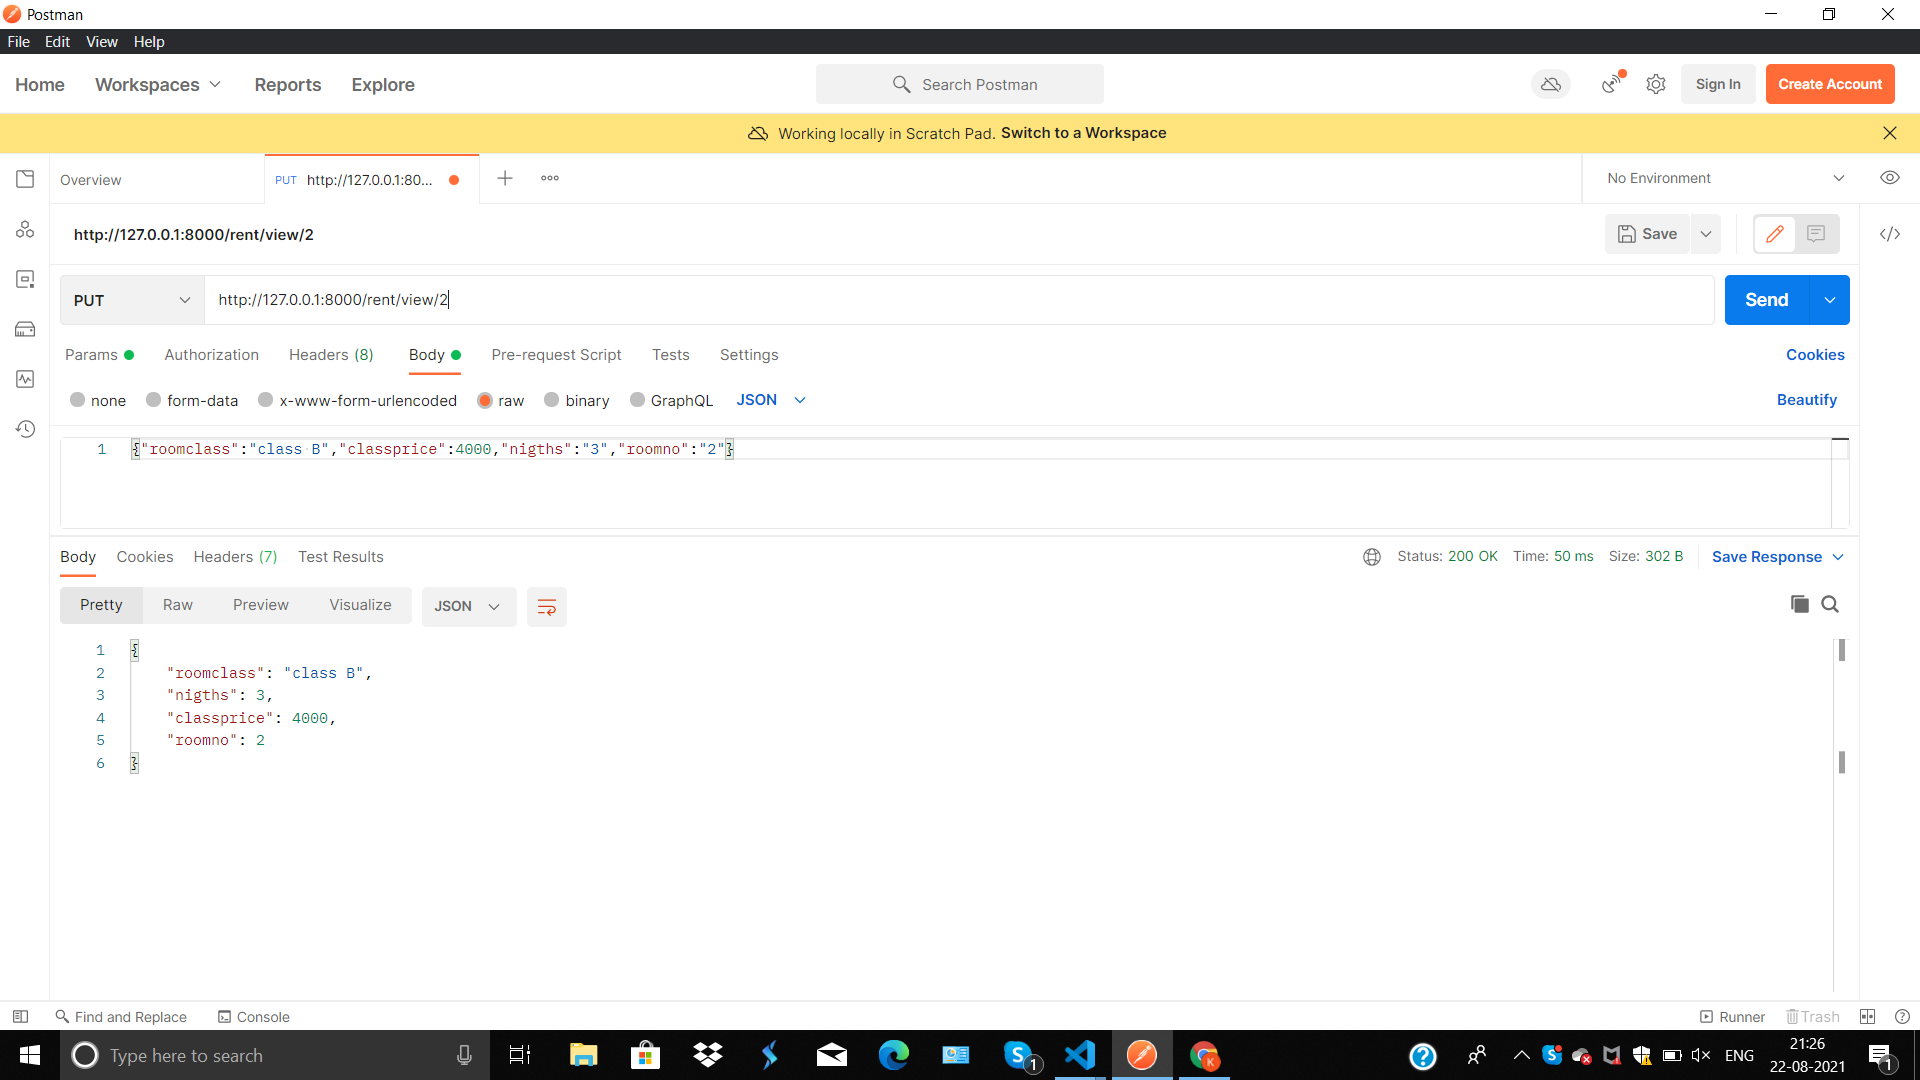 Postman
File Edit View Help
Home Workspaces Reports Explore Search Postman Sign In Create Account
Working locally in Scratch Pad. Switch to a Workspace
Overview PUT http://127.0.0.1:80... No Environment
http://127.0.0.1:8000/rent/view/2 Save
PUT http://127.0.0.1:8000/rent/view/2 Send
Params Authorization Headers (8) Body Pre-request Script Tests Settings Cookies
none form-data x-www-form-urlencoded raw binary GraphQL JSON Beautify
1 {"roomclass":"class B","classprice":4000,"nigths":"3","roomno":"2"}
Body Cookies Headers (7) Test Results Status: 200 OK Time: 50 ms Size: 302 B Save Response
Pretty Raw Preview Visualize JSON
1 {
2 "roomclass": "class B",
3 "nigths": 3,
4 "classprice": 4000,
5 "roomno": 2
6 }
Find and Replace Console Runner Trash
Type here to search 1 ENG 21:26
22-08-2021 1